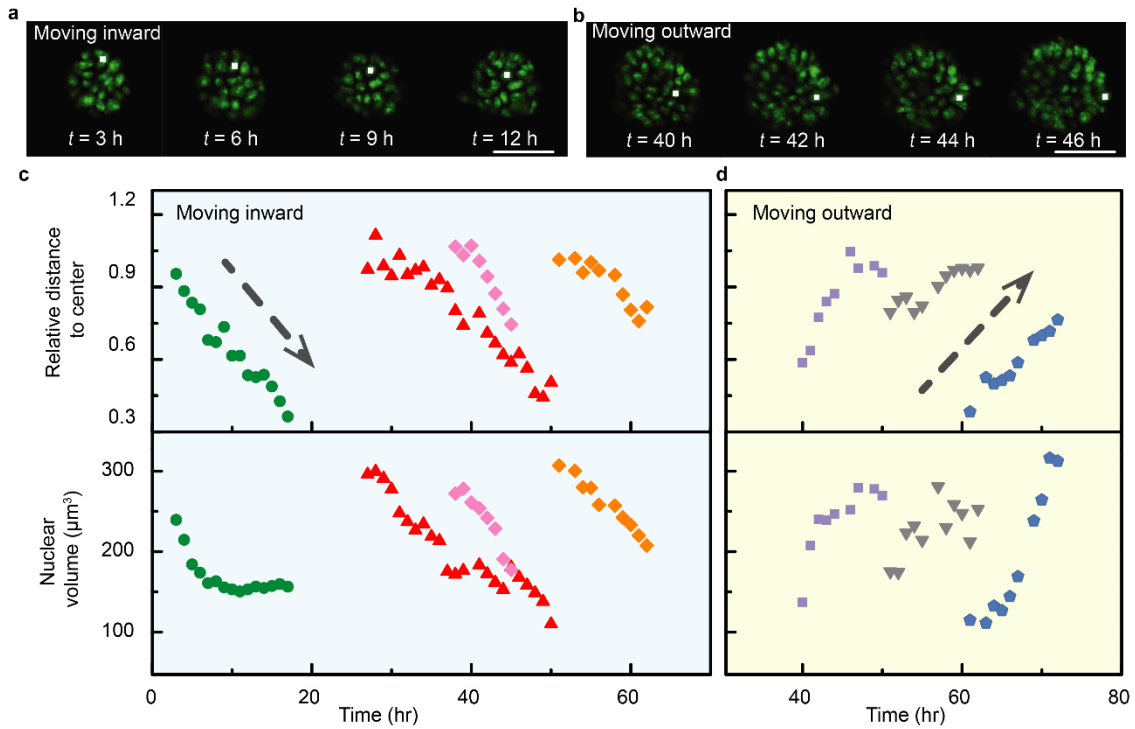 a
Moving inward
t = 3 h
t = 6 h
t = 9 h
t = 12 h
b
Moving outward
t = 40 h
t = 42 h
t = 44 h
t = 46 h
c
Moving inward
Relative distance
to center
1.2
0.9
0.6
0.3
Nuclear
volume (μm³)
300
200
100
0
20
40
60
Time (hr)
d
Moving outward
40
60
80
Time (hr)